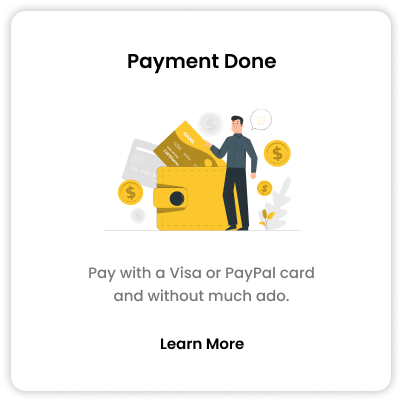 Payment Done
Pay with a Visa or PayPal card
and without much ado.
Learn More